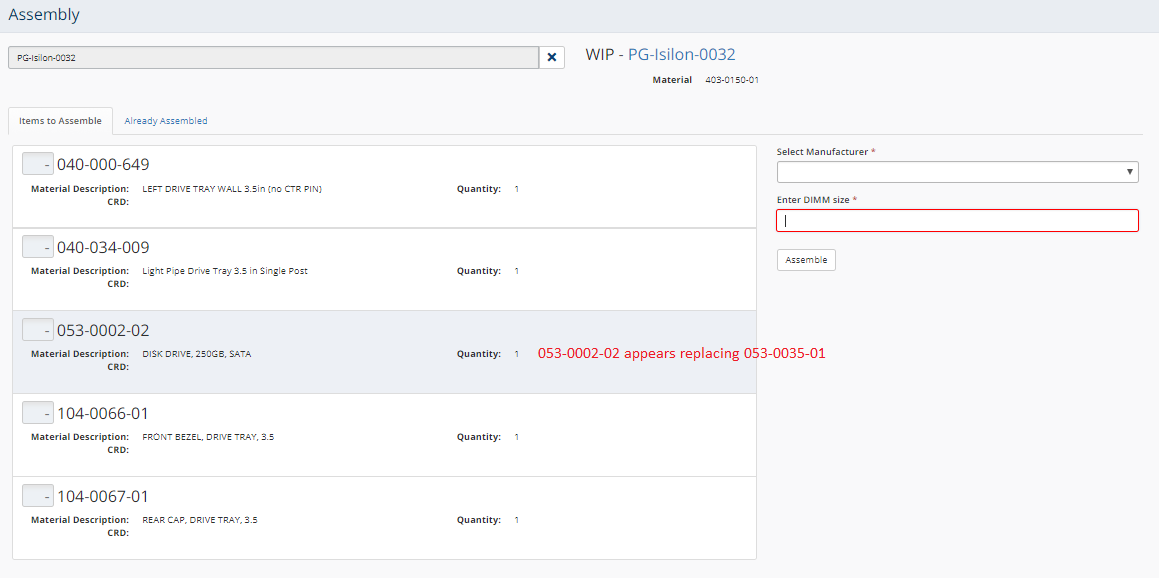 Assembly
PG-Isilon-0032
WIP - PG-Isilon-0032
Material 403-0150-01
Items to Assemble Already Assembled
- 040-000-649
Material Description: LEFT DRIVE TRAY WALL 3.5in (no CTR PIN) Quantity: 1
CRD:
- 040-034-009
Material Description: Light Pipe Drive Tray 3.5 in Single Post Quantity: 1
CRD:
- 053-0002-02
Material Description: DISK DRIVE, 250GB, SATA Quantity: 1 053-0002-02 appears replacing 053-0035-01
CRD:
- 104-0066-01
Material Description: FRONT BEZEL, DRIVE TRAY, 3.5 Quantity: 1
CRD:
- 104-0067-01
Material Description: REAR CAP, DRIVE TRAY, 3.5 Quantity: 1
CRD:
Select Manufacturer *
Enter DIMM size *
Assemble